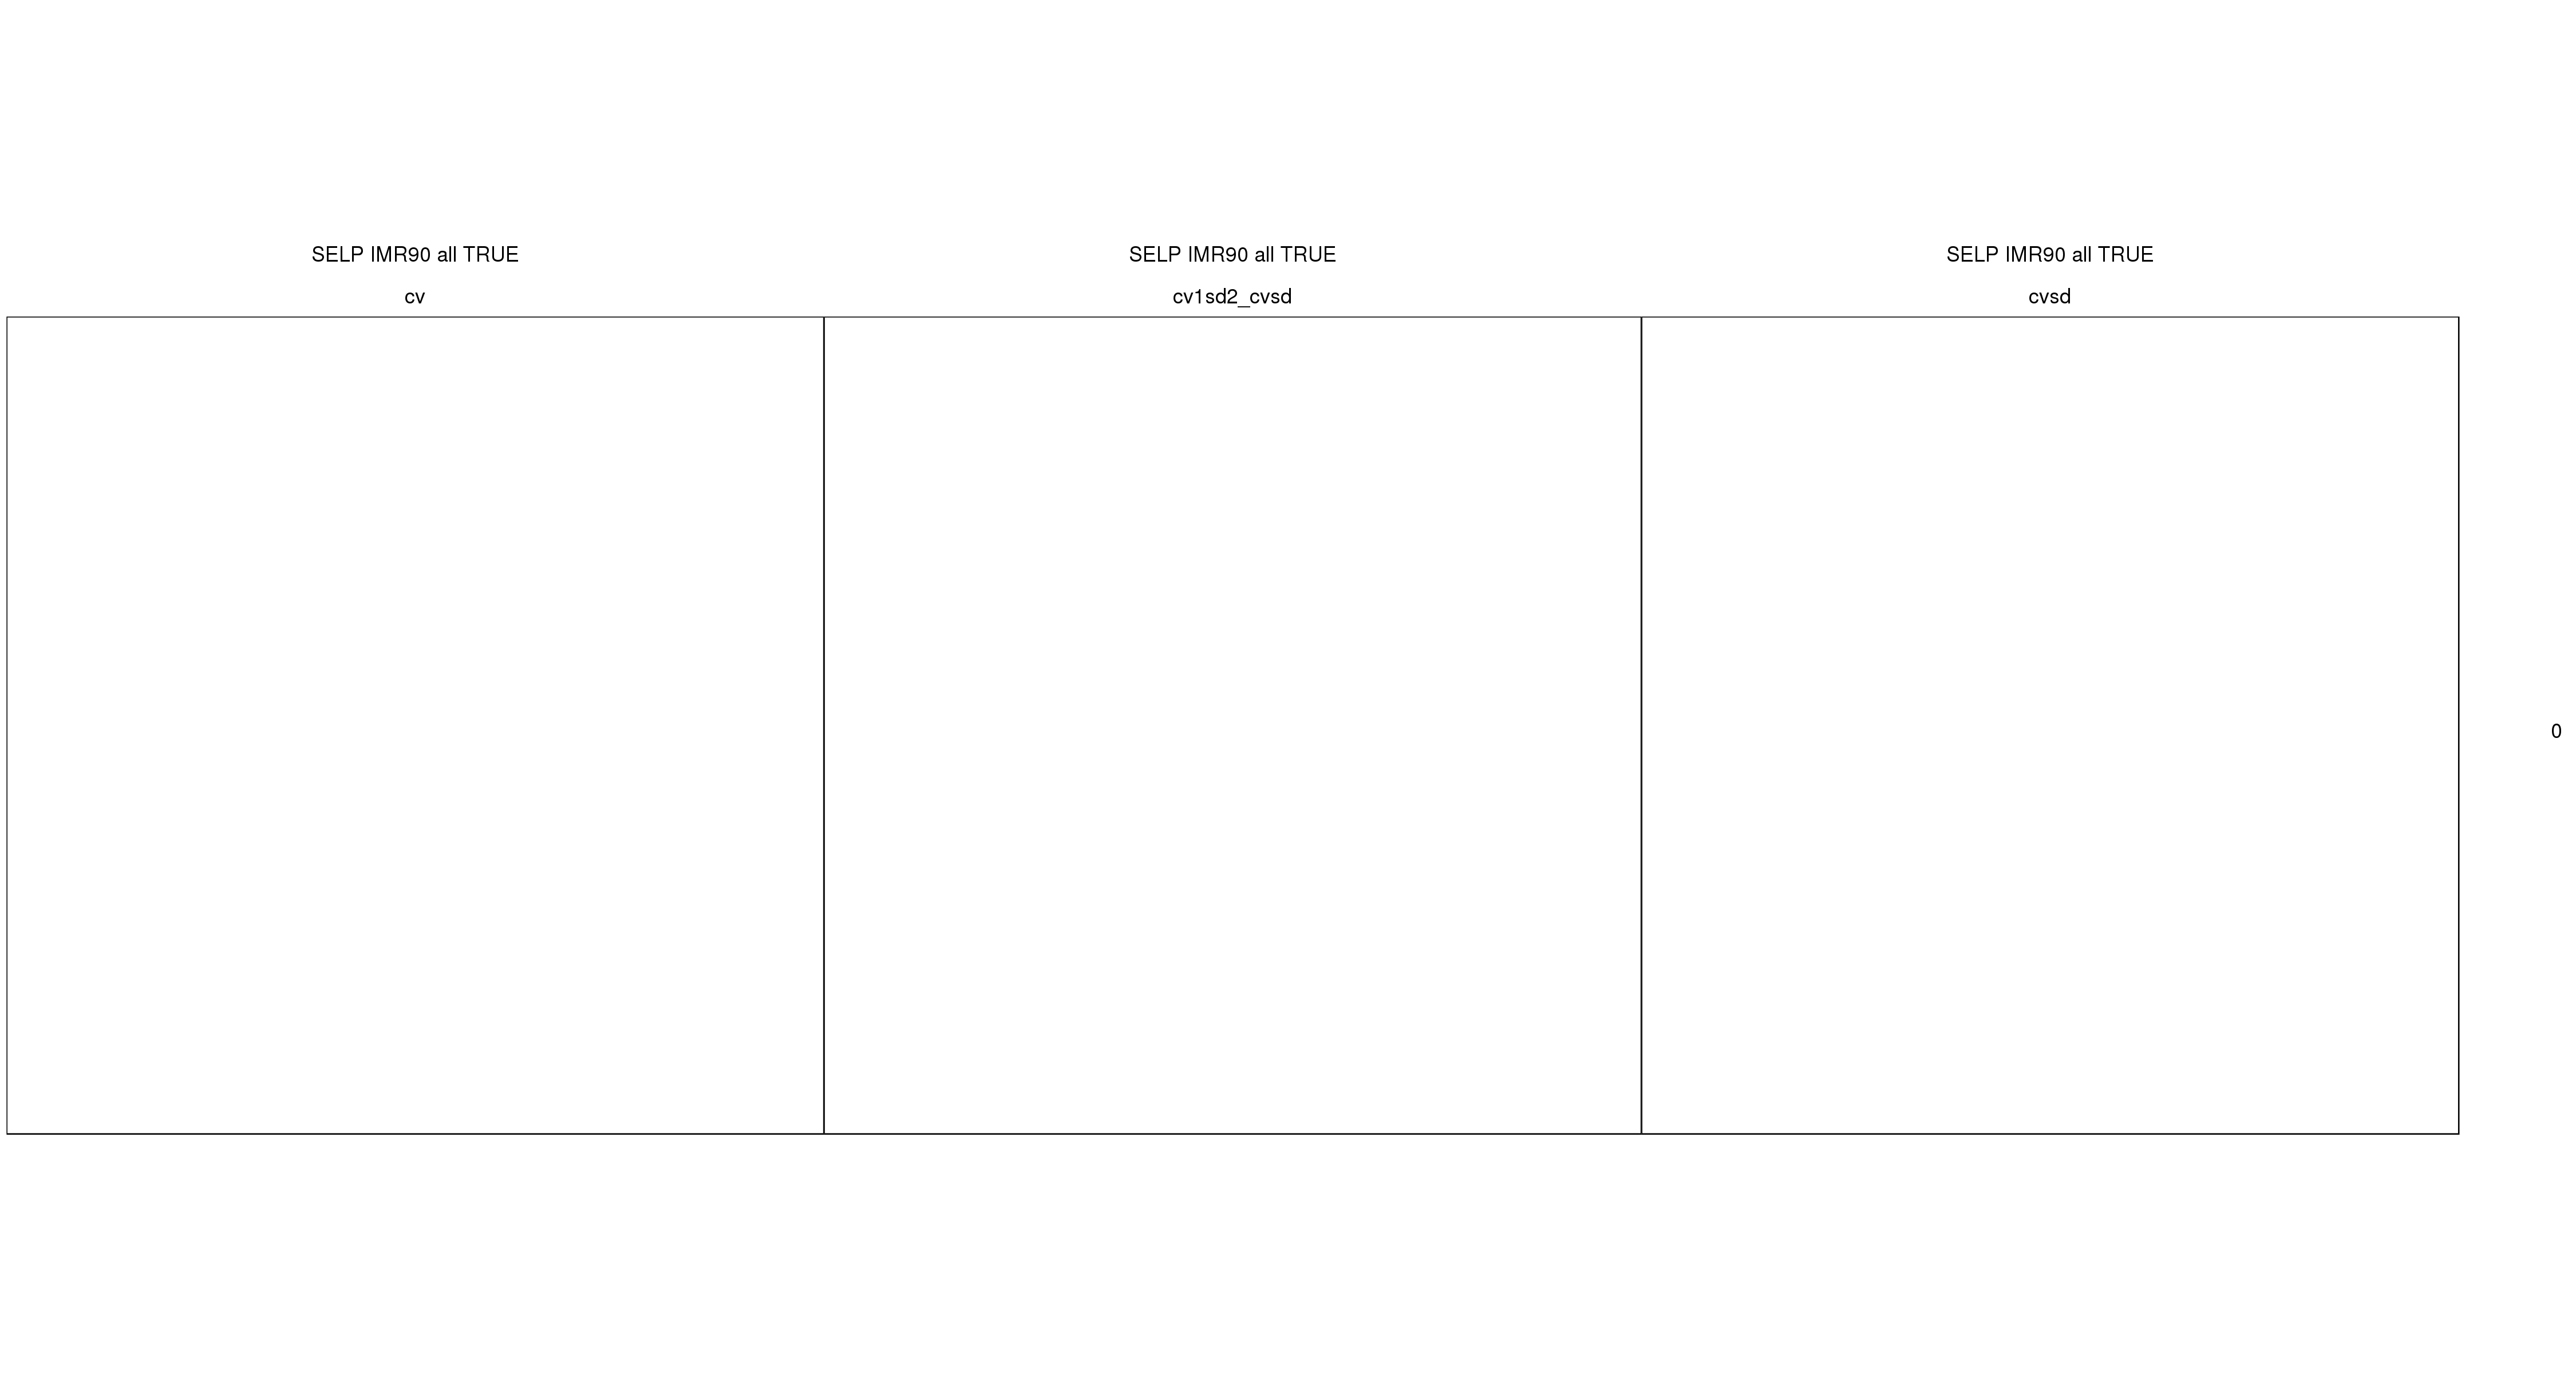 SELP IMR90 all TRUE
cv
SELP IMR90 all TRUE
cv1sd2_cvsd
SELP IMR90 all TRUE
cvsd
0